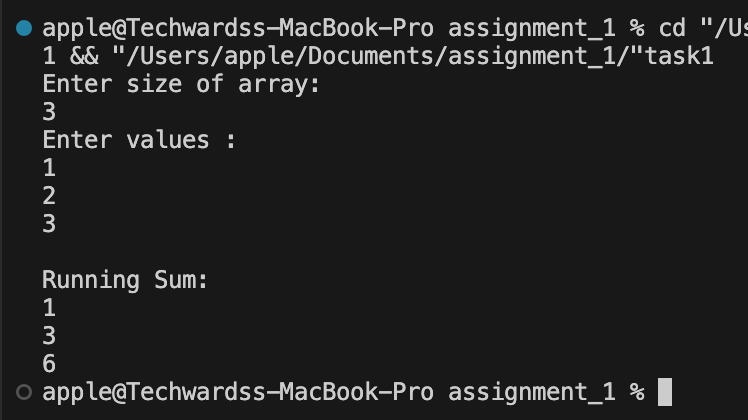 apple@Techwardss-MacBook-Pro assignment_1 % cd "/Us
1 && "/Users/apple/Documents/assignment_1/"task1
Enter size of array:
3
Enter values :
1
2
3
Running Sum:
1
3
6
apple@Techwardss-MacBook-Pro assignment_1 %